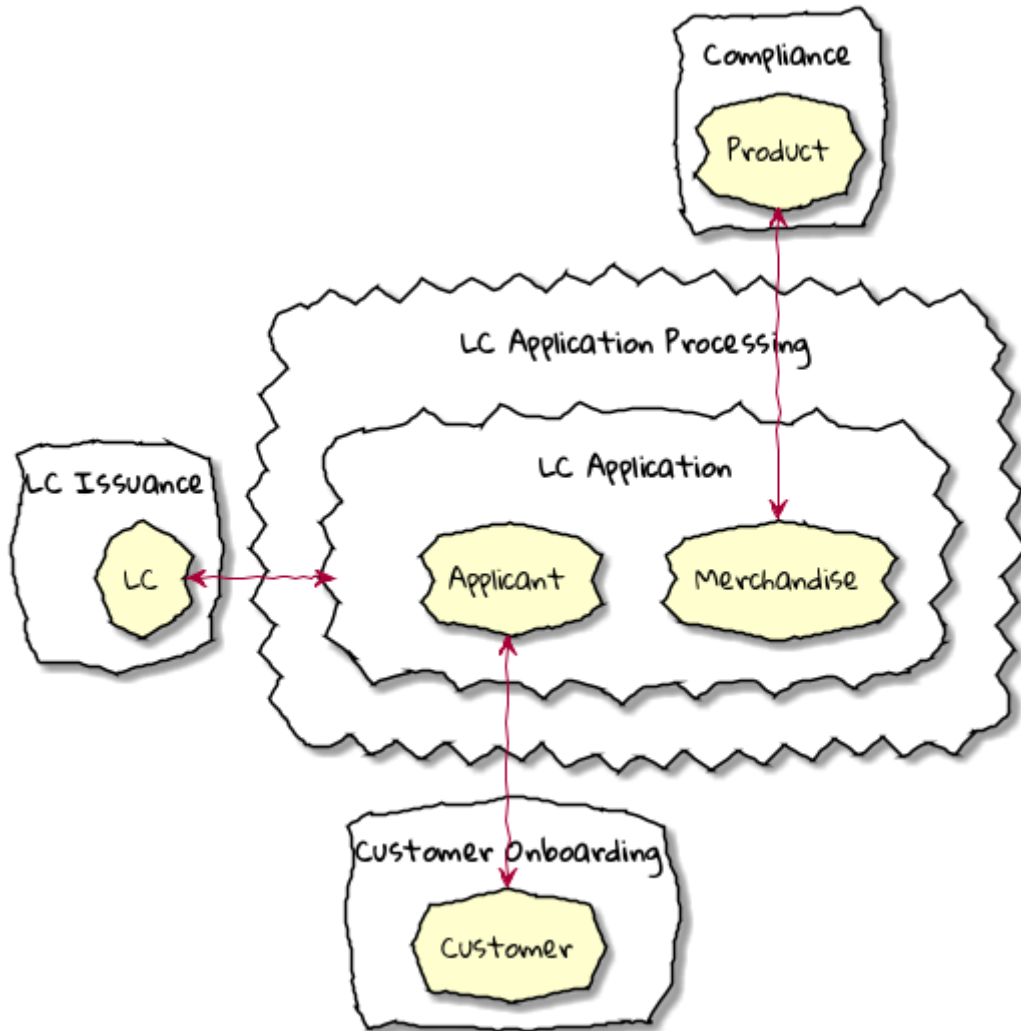 Compliance
Product
LC Application Processing
LC Application
LC Issuance
LC
Applicant
Merchandise
Customer Onboarding
Customer